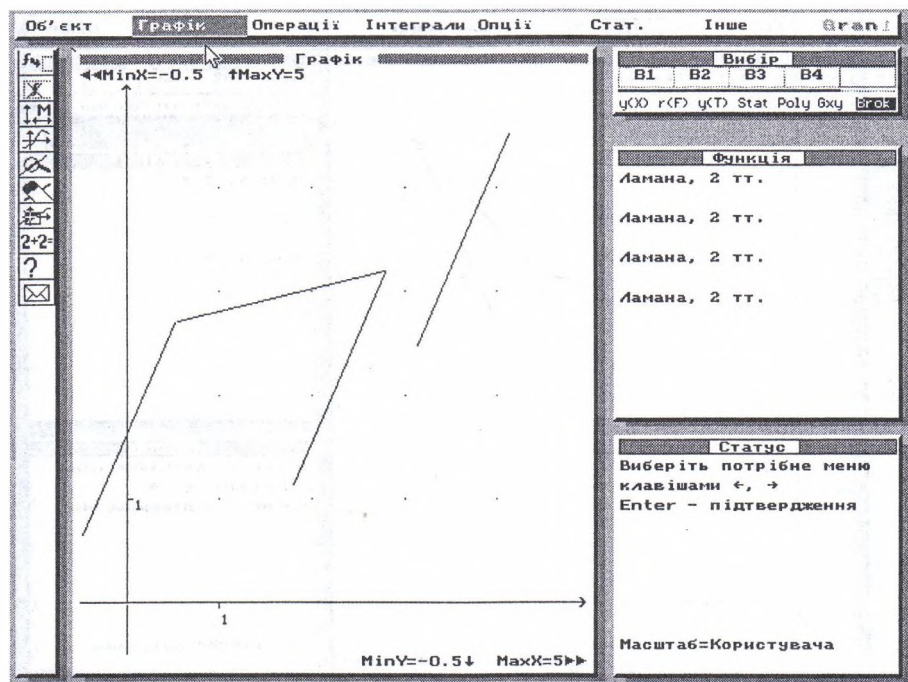 Об'єкт Графік Операції Інтеграли Опції Стат. Інше Gran1
Графік
◄◄MinX=-0.5 ↑MaxY=5
1
1
MinY=-0.5↓ MaxX=5►►
2+2=
?
Вибір
B1 B2 B3 B4
y(X) r(F) y(T) Stat Poly Gxy Brok
Функція
Ламана, 2 тт.
Ламана, 2 тт.
Ламана, 2 тт.
Ламана, 2 тт.
Статус
Виберіть потрібне меню
клавішами ←, →
Enter - підтвердження
Масштаб=Користувача